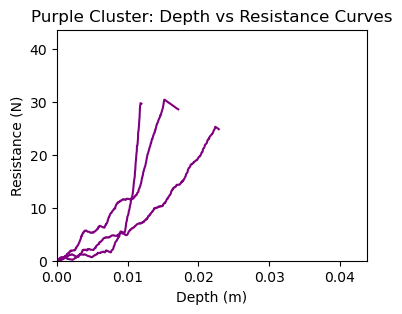 Purple Cluster: Depth vs Resistance Curves
Resistance (N)
40
30
20
10
0
0.00 0.01 0.02 0.03 0.04
Depth (m)